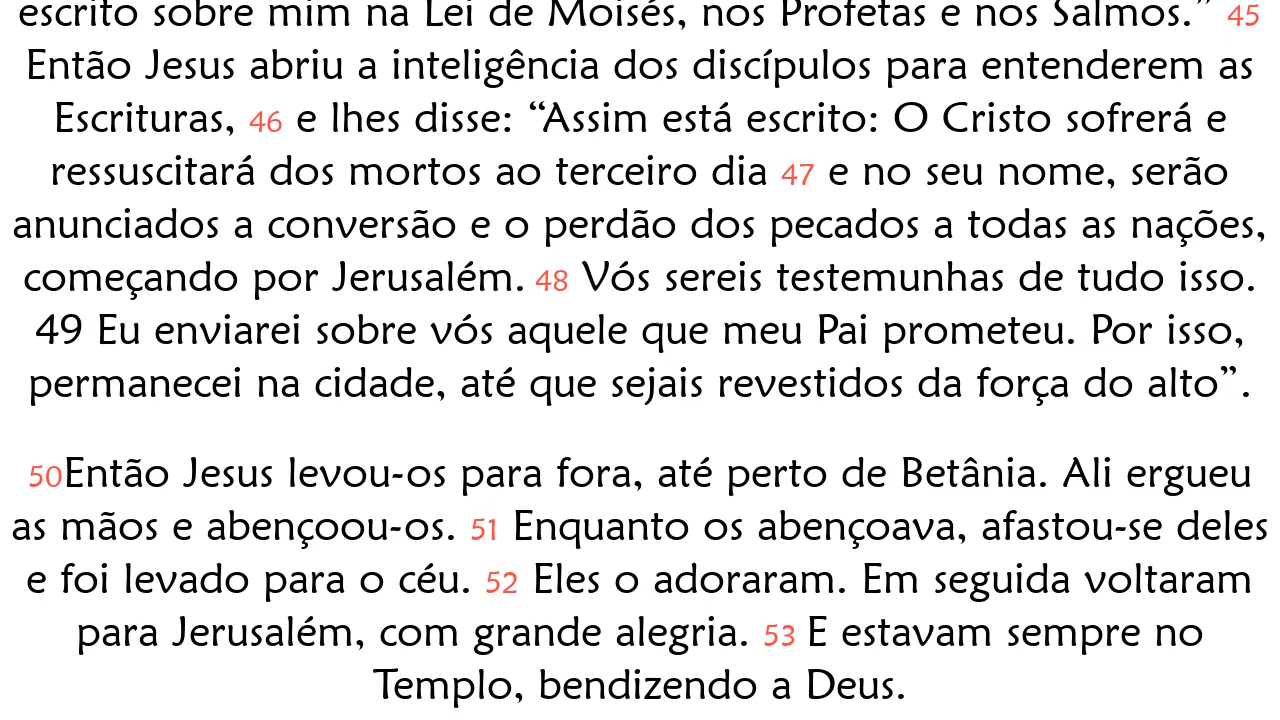 escrito sobre mim na Lei de Moisés, nos Profetas e nos Salmos.” 45
Então Jesus abriu a inteligência dos discípulos para entenderem as
Escrituras, 46 e lhes disse: “Assim está escrito: O Cristo sofrerá e
ressuscitará dos mortos ao terceiro dia 47 e no seu nome, serão
anunciados a conversão e o perdão dos pecados a todas as nações,
começando por Jerusalém. 48 Vós sereis testemunhas de tudo isso.
49 Eu enviarei sobre vós aquele que meu Pai prometeu. Por isso,
permanecei na cidade, até que sejais revestidos da força do alto”.
50Então Jesus levou-os para fora, até perto de Betânia. Ali ergueu
as mãos e abençoou-os. 51 Enquanto os abençoava, afastou-se deles
e foi levado para o céu. 52 Eles o adoraram. Em seguida voltaram
para Jerusalém, com grande alegria. 53 E estavam sempre no
Templo, bendizendo a Deus.